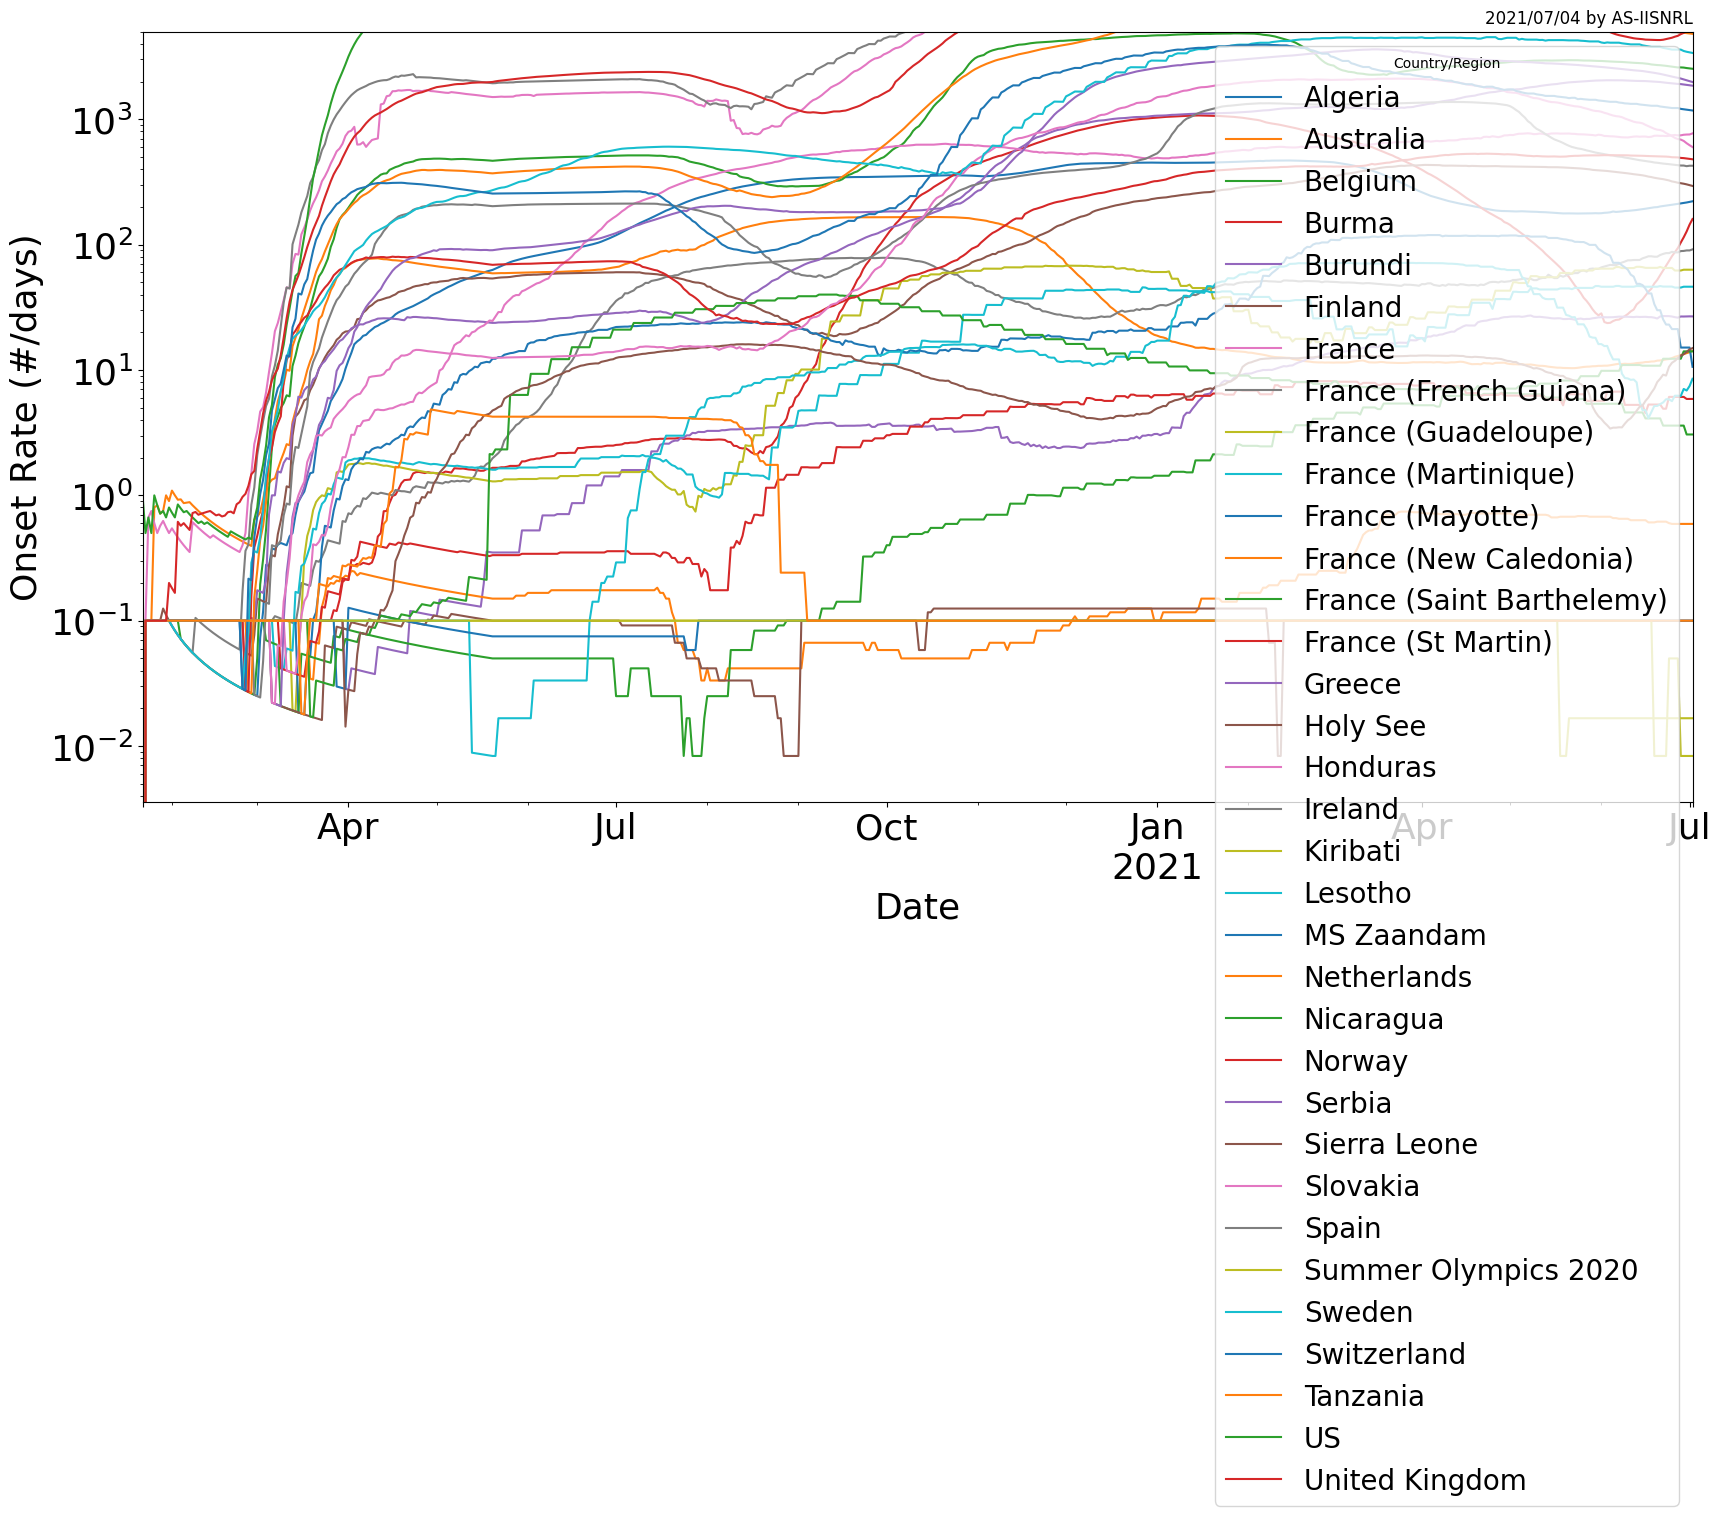 2021/07/04 by AS-IISNRL
Onset Rate (#/days)
10³
10²
10¹
10⁰
10⁻¹
10⁻²
Apr
Jul
Oct
Jan
2021
Apr
Jul
Date
Country/Region
Algeria
Australia
Belgium
Burma
Burundi
Finland
France
France (French Guiana)
France (Guadeloupe)
France (Martinique)
France (Mayotte)
France (New Caledonia)
France (Saint Barthelemy)
France (St Martin)
Greece
Holy See
Honduras
Ireland
Kiribati
Lesotho
MS Zaandam
Netherlands
Nicaragua
Norway
Serbia
Sierra Leone
Slovakia
Spain
Summer Olympics 2020
Sweden
Switzerland
Tanzania
US
United Kingdom